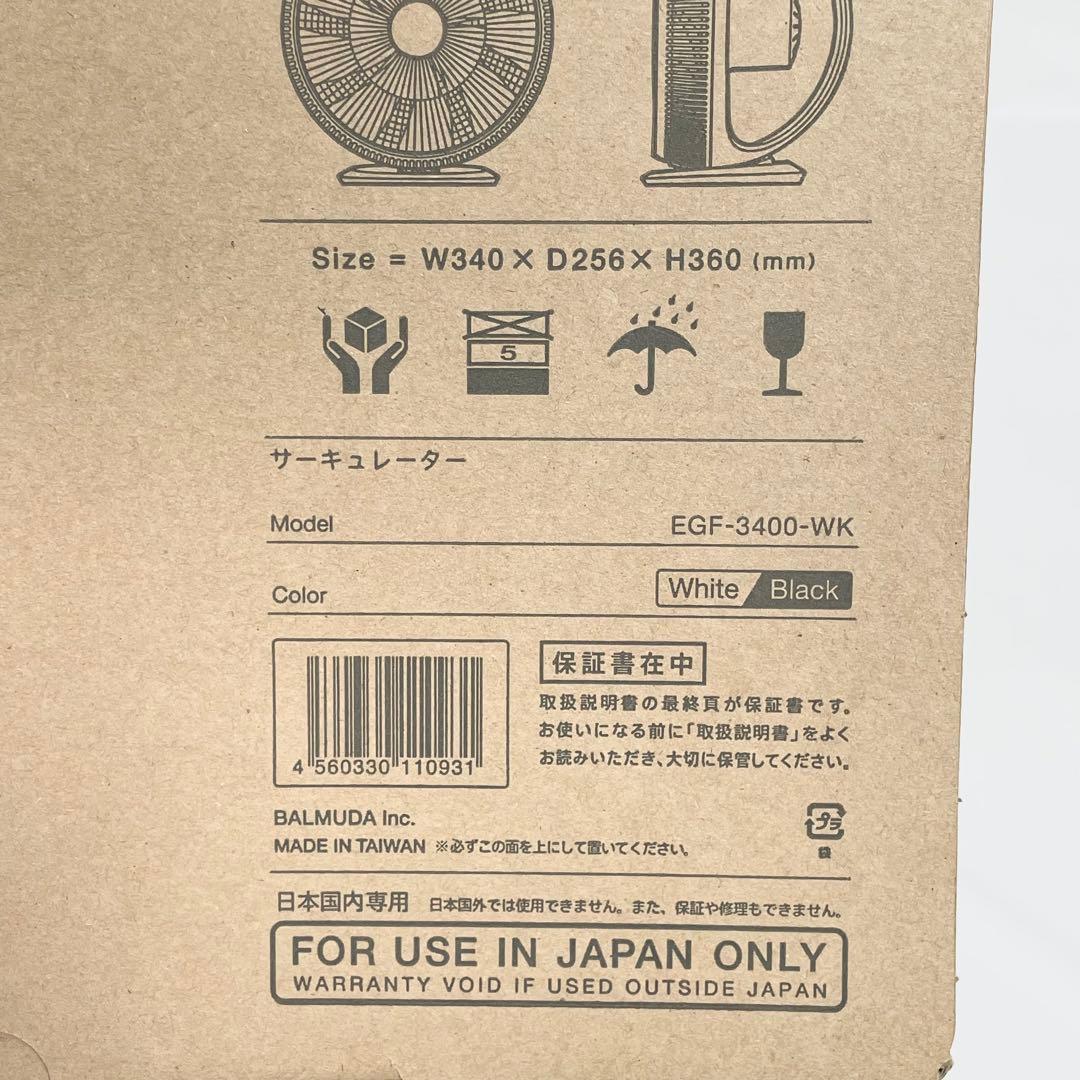 Size = W340 × D256 × H360 (mm)
5
サーキュレーター
Model EGF-3400-WK
Color White Black
保証書在中
取扱説明書の最終頁が保証書です。
お使いになる前に「取扱説明書」をよく
お読みいただき、大切に保管してください。
4 560330 110931
BALMUDA Inc.
プラ
MADE IN TAIWAN ※必ずこの面を上にして置いてください。
袋
日本国内専用 日本国外では使用できません。また、保証や修理もできません。
FOR USE IN JAPAN ONLY
WARRANTY VOID IF USED OUTSIDE JAPAN